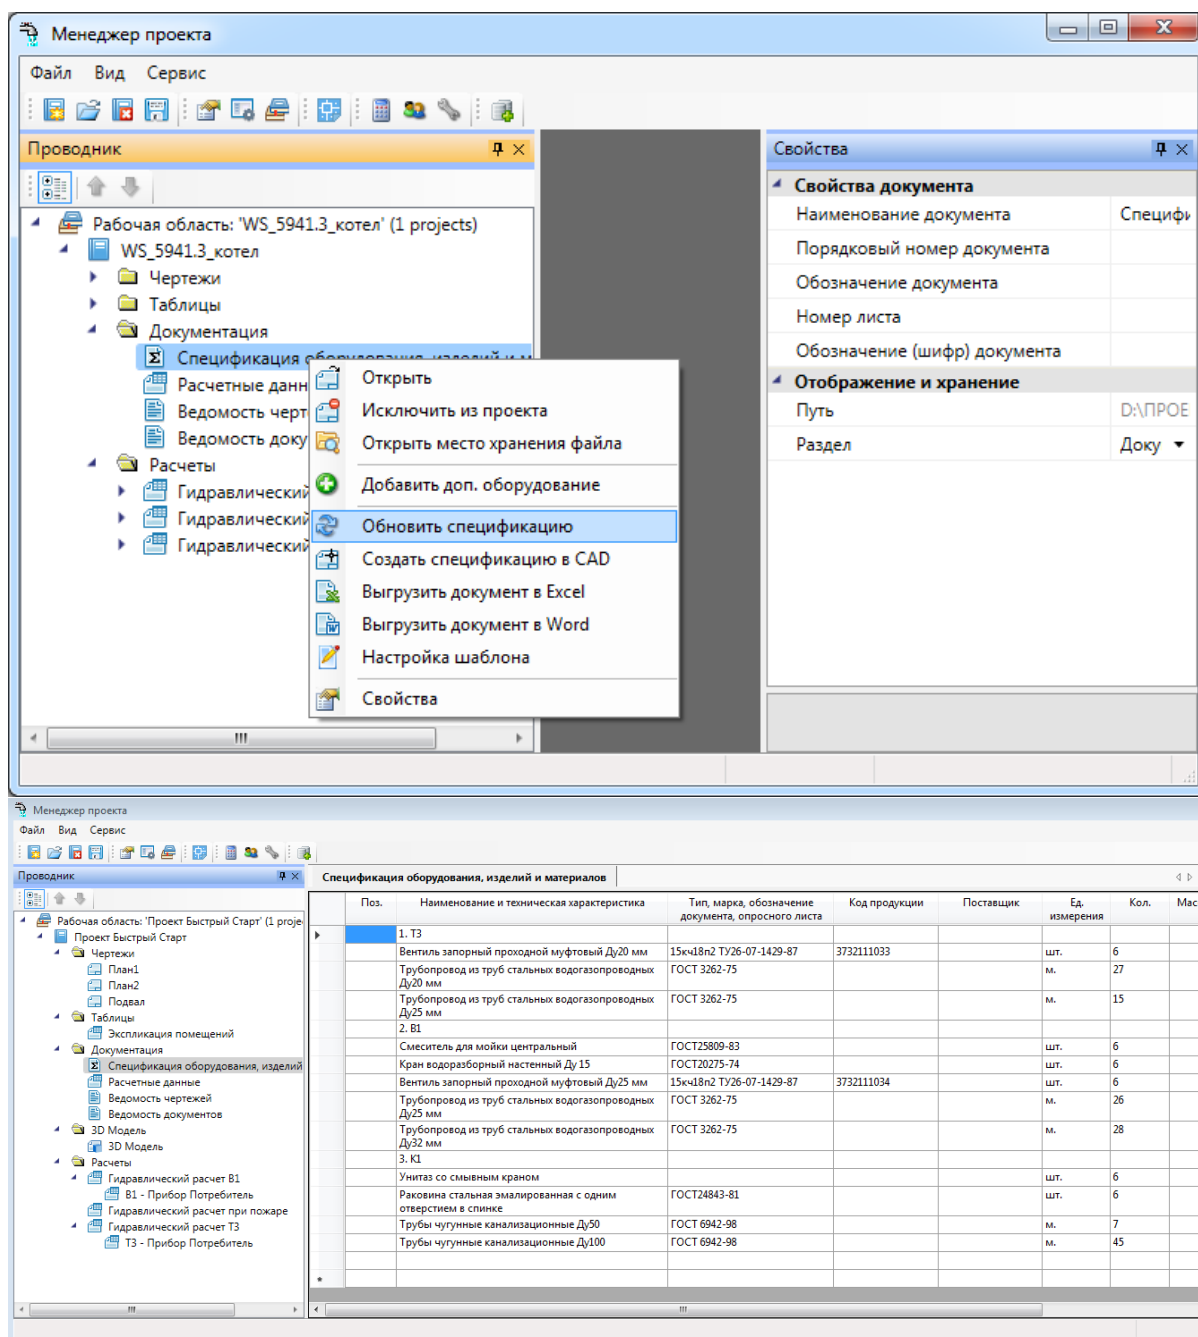 Менеджер проекта
Файл Вид Сервис
Проводник
Рабочая область: 'WS_5941.3_котел' (1 projects)
WS_5941.3_котел
Чертежи
Таблицы
Документация
Спецификация оборудования, изделий и м
Расчетные данн
Ведомость черт
Ведомость доку
Расчеты
Гидравлический
Гидравлический
Гидравлический
Открыть
Исключить из проекта
Открыть место хранения файла
Добавить доп. оборудование
Обновить спецификацию
Создать спецификацию в CAD
Выгрузить документ в Excel
Выгрузить документ в Word
Настройка шаблона
Свойства
Свойства
Свойства документа
Наименование документа Специфи
Порядковый номер документа
Обозначение документа
Номер листа
Обозначение (шифр) документа
Отображение и хранение
Путь D:\ПРОЕ
Раздел Доку
Менеджер проекта
Файл Вид Сервис
Проводник
Рабочая область: 'Проект Быстрый Старт' (1 proje
Проект Быстрый Старт
Чертежи
План1
План2
Подвал
Таблицы
Экспликация помещений
Документация
Спецификация оборудования, изделий
Расчетные данные
Ведомость чертежей
Ведомость документов
3D Модель
3D Модель
Расчеты
Гидравлический расчет В1
В1 - Прибор Потребитель
Гидравлический расчет при пожаре
Гидравлический расчет Т3
Т3 - Прибор Потребитель
Спецификация оборудования, изделий и материалов
Поз. Наименование и техническая характеристика Тип, марка, обозначение документа, опросного листа Код продукции Поставщик Ед. измерения Кол. Мас
1. Т3
Вентиль запорный проходной муфтовый Ду20 мм 15кч18п2 ТУ26-07-1429-87 3732111033 шт. 6
Трубопровод из труб стальных водогазопроводных ГОСТ 3262-75 м. 27
Ду20 мм
Трубопровод из труб стальных водогазопроводных ГОСТ 3262-75 м. 15
Ду25 мм
2. В1
Смеситель для мойки центральный ГОСТ25809-83 шт. 6
Кран водоразборный настенный Ду 15 ГОСТ20275-74 шт. 6
Вентиль запорный проходной муфтовый Ду25 мм 15кч18п2 ТУ26-07-1429-87 3732111034 шт. 6
Трубопровод из труб стальных водогазопроводных ГОСТ 3262-75 м. 26
Ду25 мм
Трубопровод из труб стальных водогазопроводных ГОСТ 3262-75 м. 28
Ду32 мм
3. К1
Унитаз со смывным краном шт. 6
Раковина стальная эмалированная с одним ГОСТ24843-81 шт. 6
отверстием в спинке
Трубы чугунные канализационные Ду50 ГОСТ 6942-98 м. 7
Трубы чугунные канализационные Ду100 ГОСТ 6942-98 м. 45